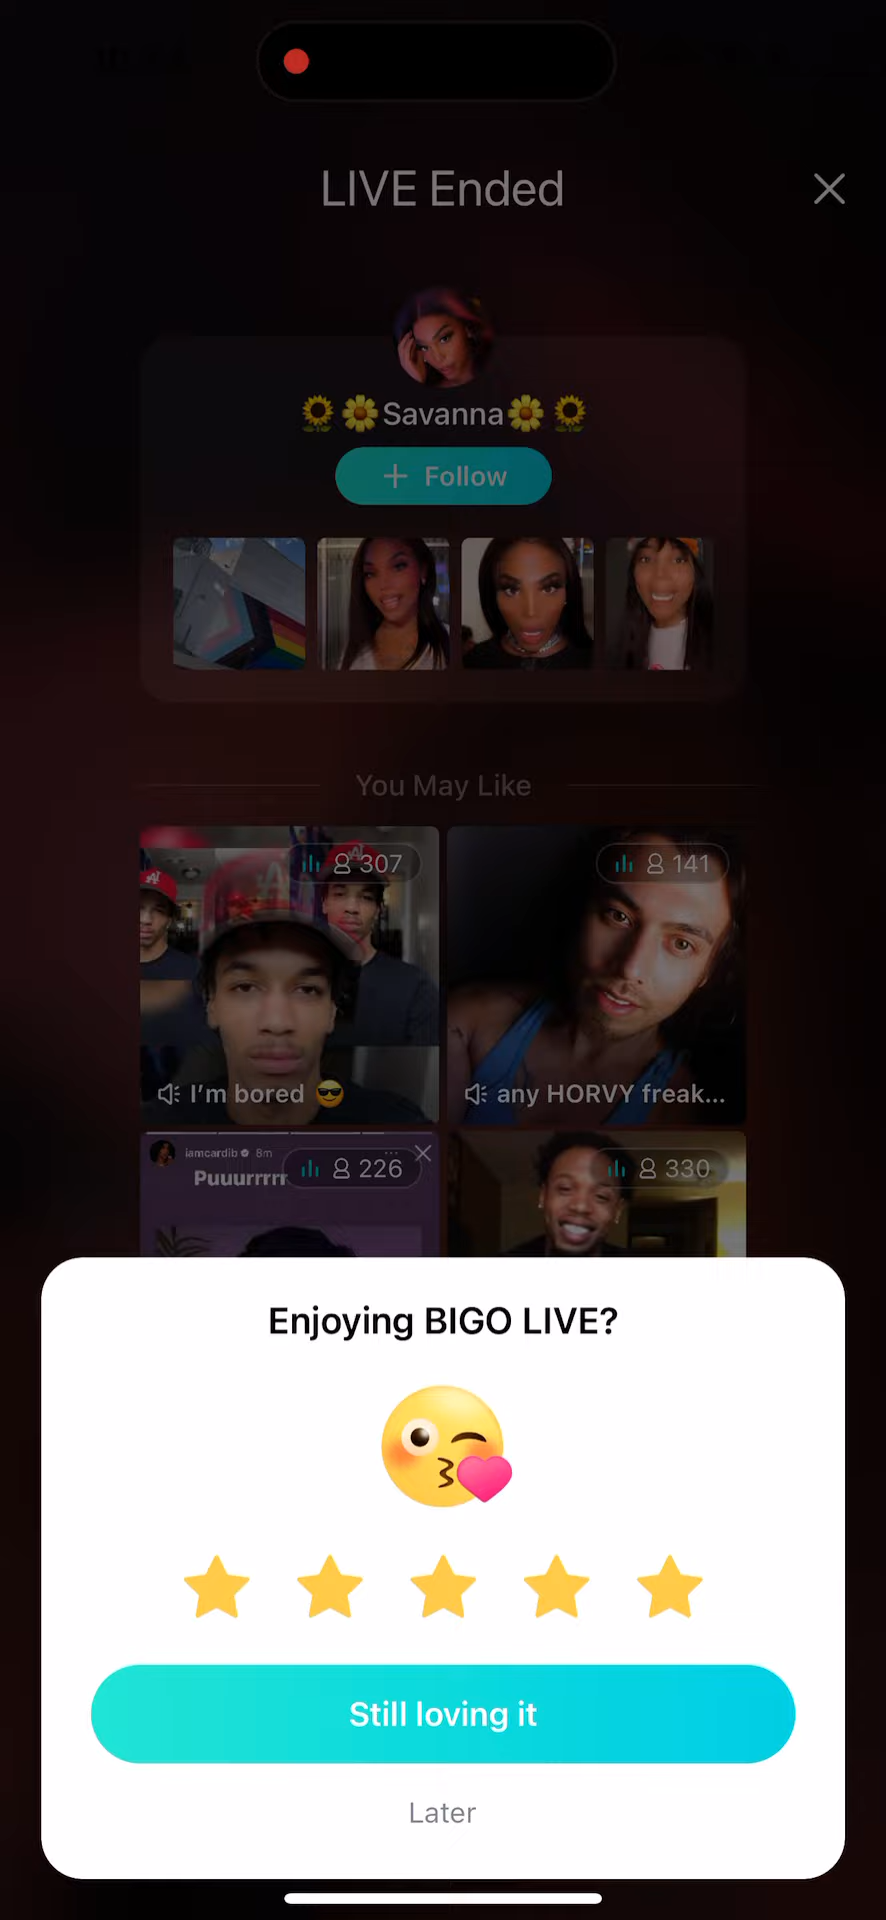 LIVE Ended
🌻🌼Savanna🌼🌻
+ Follow
You May Like
307
141
I'm bored 😎
any HORVY freak...
iamcardib 8m
226
330
Puuurrrrr
Enjoying BIGO LIVE?
Still loving it
Later